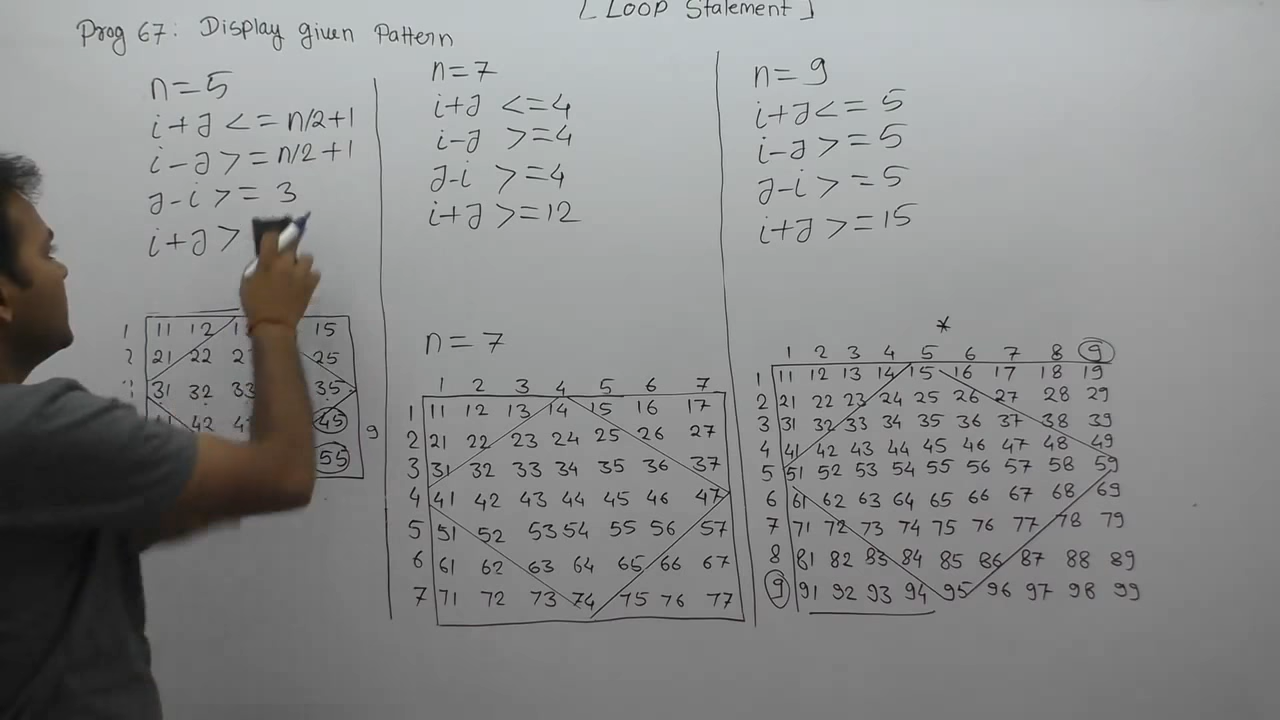 [ Loop Statement ]
Prog 67: Display given Pattern
n=5
i+j <= n/2+1
i-j >= n/2+1
j-i >= 3
i+j >
1 11 12 15
2 21 22 25
31 32 33 35
42 45
55
9
n=7
i+j <=4
i-j >=4
j-i >=4
i+j >=12
n=7
1 2 3 4 5 6 7
1 11 12 13 14 15 16 17
2 21 22 23 24 25 26 27
3 31 32 33 34 35 36 37
4 41 42 43 44 45 46 47
5 51 52 53 54 55 56 57
6 61 62 63 64 65 66 67
7 71 72 73 74 75 76 77
n=9
i+j <= 5
i-j >= 5
j-i >= 5
i+j >=15
*
1 2 3 4 5 6 7 8 9
1 11 12 13 14 15 16 17 18 19
2 21 22 23 24 25 26 27 28 29
3 31 32 33 34 35 36 37 38 39
4 41 42 43 44 45 46 47 48 49
5 51 52 53 54 55 56 57 58 59
6 61 62 63 64 65 66 67 68 69
7 71 72 73 74 75 76 77 78 79
8 81 82 83 84 85 86 87 88 89
9 91 92 93 94 95 96 97 98 99